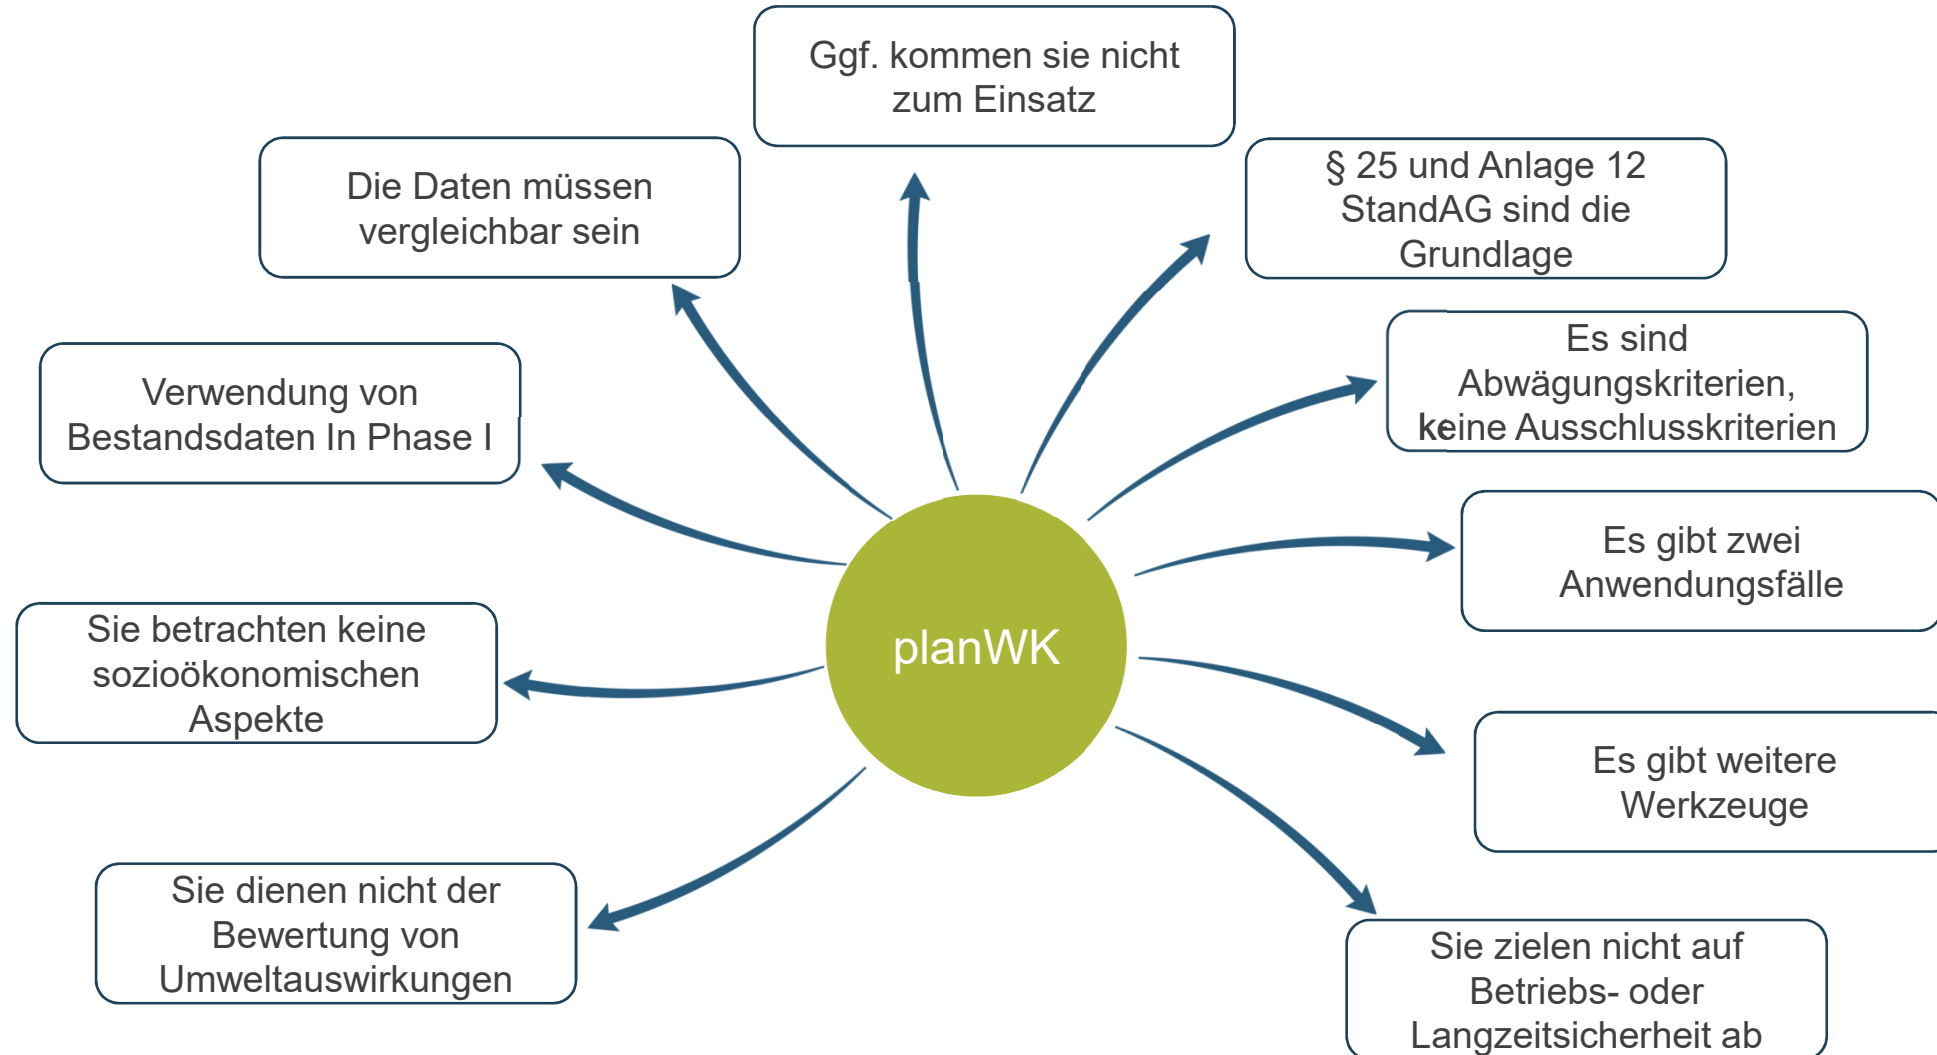 Ggf. kommen sie nicht
zum Einsatz
Die Daten müssen
vergleichbar sein
§ 25 und Anlage 12
StandAG sind die
Grundlage
Es sind
Abwägungskriterien,
keine Ausschlusskriterien
Verwendung von
Bestandsdaten In Phase I
Es gibt zwei
Anwendungsfälle
Sie betrachten keine
sozioökonomischen
Aspekte
planWK
Es gibt weitere
Werkzeuge
Sie dienen nicht der
Bewertung von
Umweltauswirkungen
Sie zielen nicht auf
Betriebs- oder
Langzeitsicherheit ab